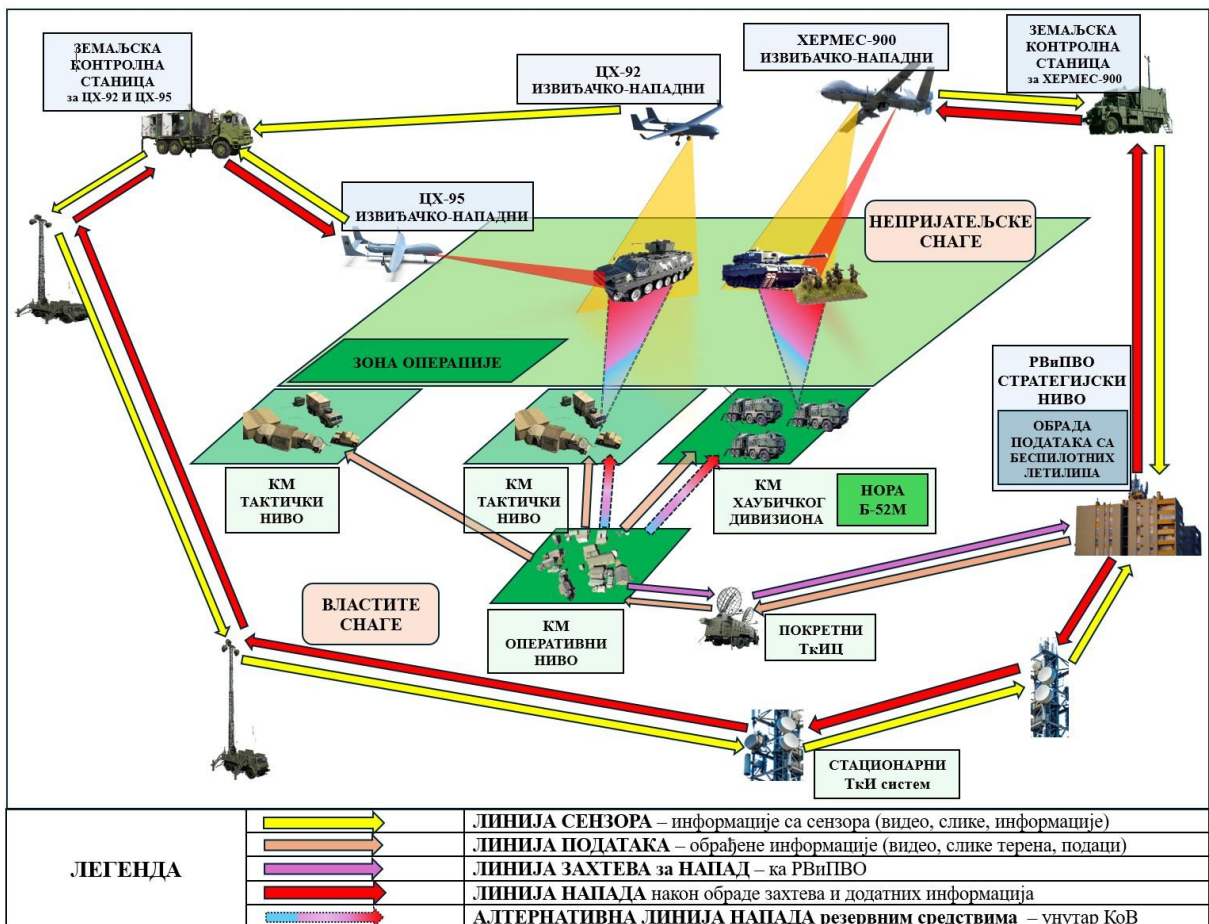 ЗЕМАЉСКА
КОНТРОЛНА
СТАНИЦА
за ЦХ-92 И ЦХ-95
ЦХ-92
ИЗВИЂАЧКО-НАПАДНИ
ХЕРМЕС-900
ИЗВИЂАЧКО-НАПАДНИ
ЗЕМАЉСКА
КОНТРОЛНА
СТАНИЦА
за ХЕРМЕС-900
ЦХ-95
ИЗВИЂАЧКО-НАПАДНИ
НЕПРИЈАТЕЉСКЕ
СНАГЕ
ЗОНА ОПЕРАПИЈЕ
РВиПВО
СТРАТЕГИЈСКИ
НИВО
ОБРАДА
ПОДАТАКА СА
БЕСПИЛОТНИХ
ЛЕТИЛИПА
КМ
ТАКТИЧКИ
НИВО
КМ
ТАКТИЧКИ
НИВО
КМ
ХАУБИЧКОГ
ДИВИЗИОНА
НОРА
Б-52М
ВЛАСТИТЕ
СНАГЕ
КМ
ОПЕРАТИВНИ
НИВО
ПОКРЕТНИ
ТкИЦ
СТАЦИОНАРНИ
ТкИ систем
ЛЕГЕНДА
ЛИНИЈА СЕНЗОРА – информације са сензора (видео, слике, информације)
ЛИНИЈА ПОДАТАКА – обрађене информације (видео, слике терена, подаци)
ЛИНИЈА ЗАХТЕВА за НАПАД – ка РВиПВО
ЛИНИЈА НАПАДА након обраде захтева и додатних информација
АЛТЕРНАТИВНА ЛИНИЈА НАПАДА резервним средствима – унутар КоВ